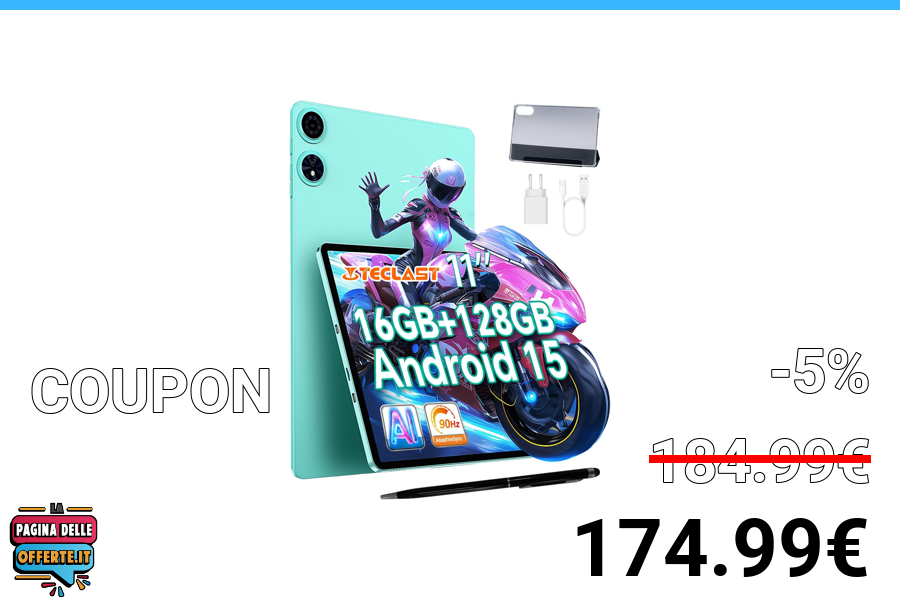 TECLAST 11"
16GB+128GB
Android 15
AI
90Hz
AdaptiveSync
COUPON
-5%
184.99€
174.99€
LA
PAGINA DELLE
OFFERTE.IT